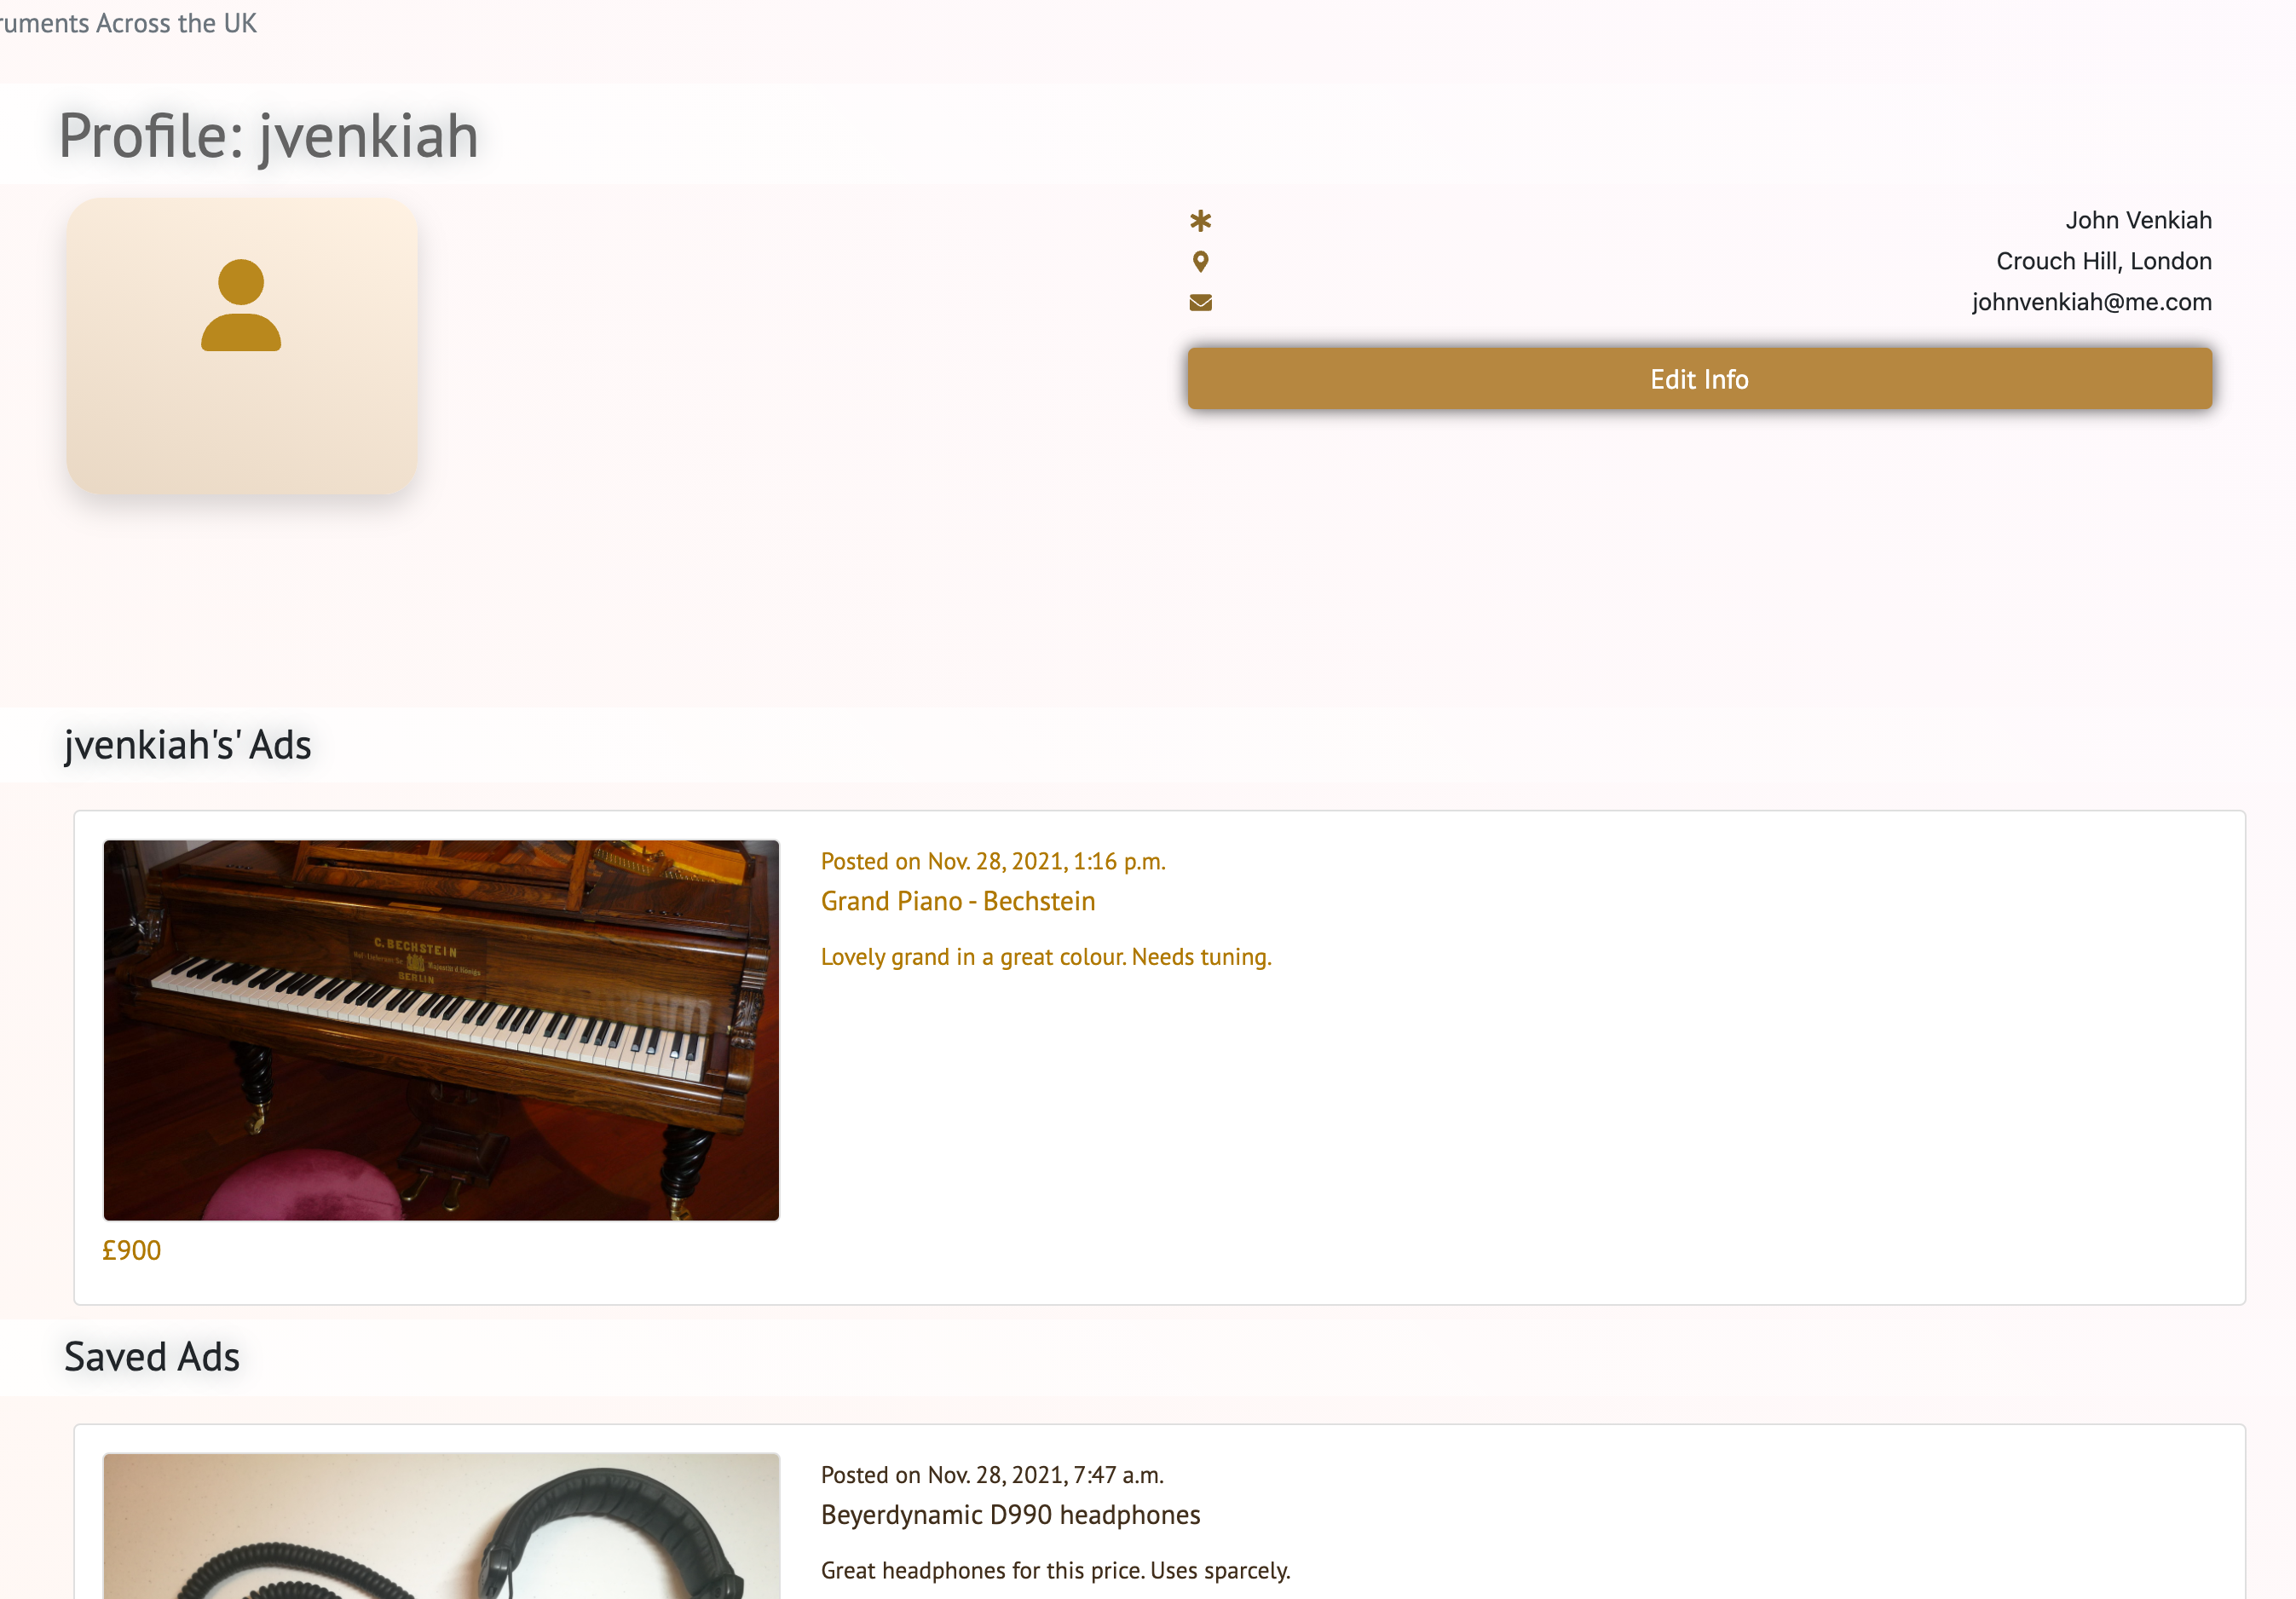 ruments Across the UK
Profile: jvenkiah
John Venkiah
Crouch Hill, London
johnvenkiah@me.com
Edit Info
jvenkiah's' Ads
C. BECHSTEIN
BERLIN
Posted on Nov. 28, 2021, 1:16 p.m.
Grand Piano - Bechstein
Lovely grand in a great colour. Needs tuning.
£900
Saved Ads
Posted on Nov. 28, 2021, 7:47 a.m.
Beyerdynamic D990 headphones
Great headphones for this price. Uses sparcely.